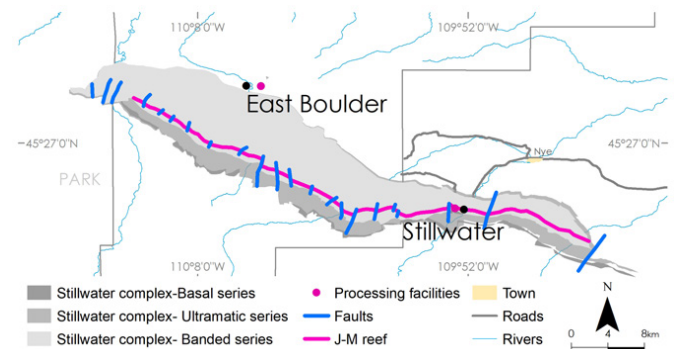 110°8'0"W
109°52'0"W
East Boulder
45°27'0"N
45°27'0"N
Nye
PARK
Stillwater
110°8'0"W
109°52'0"W
Stillwater complex-Basal series
Processing facilities
Town
N
Stillwater complex- Ultramatic series
Faults
Roads
Stillwater complex- Banded series
J-M reef
Rivers
0 4 8km